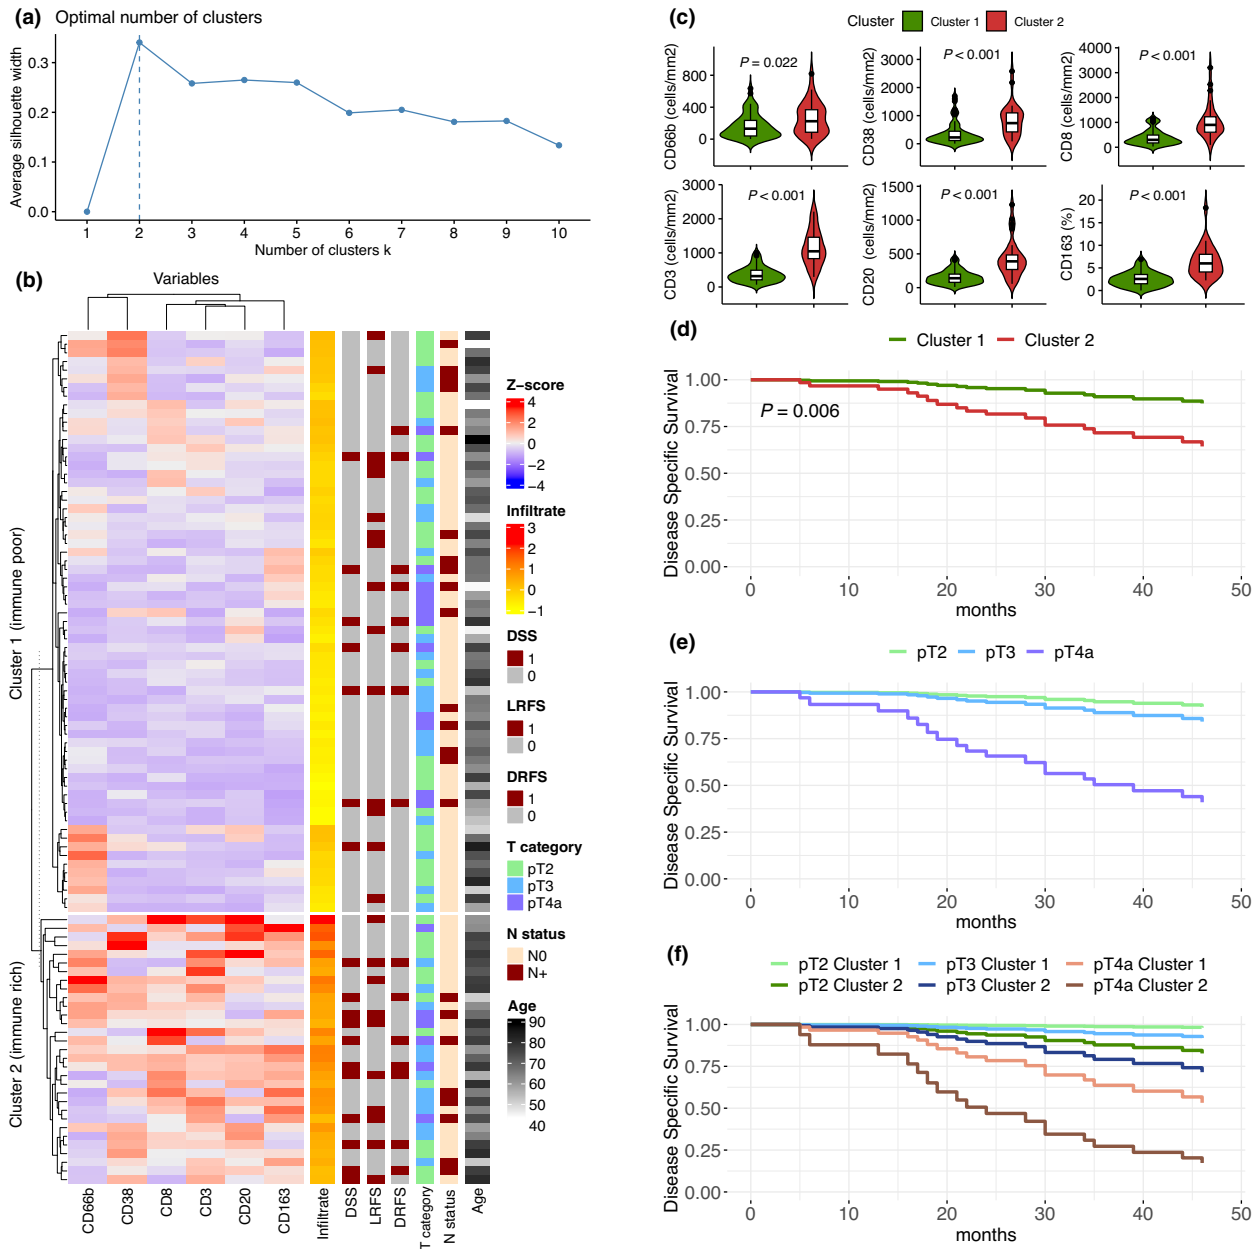 (a) Optimal number of clusters
Average silhouette width
0.3
0.2
0.1
0.0
1 2 3 4 5 6 7 8 9 10
Number of clusters k
(b)
Variables
Cluster 1 (immune poor)
Cluster 2 (immune rich)
CD66b CD38 CD8 CD3 CD20 CD163 Infiltrate DSS LRFS DRFS T category N status Age
Z-score
4
2
0
−2
−4
Infiltrate
3
2
1
0
−1
DSS
1
0
LRFS
1
0
DRFS
1
0
T category
pT2
pT3
pT4a
N status
N0
N+
Age
90
80
70
60
50
40
(c) Cluster Cluster 1 Cluster 2
CD66b (cells/mm2)
800
400
0
P = 0.022
CD38 (cells/mm2)
3000
2000
1000
0
P < 0.001
CD8 (cells/mm2)
4000
3000
2000
1000
0
P < 0.001
CD3 (cells/mm2)
3000
2000
1000
0
P < 0.001
CD20 (cells/mm2)
1500
1000
500
0
P < 0.001
CD163 (%)
20
15
10
5
0
P < 0.001
(d)
Cluster 1 Cluster 2
Disease Specific Survival
1.00
0.75
0.50
0.25
0.00
P = 0.006
0 10 20 30 40 50
months
(e)
pT2 pT3 pT4a
Disease Specific Survival
1.00
0.75
0.50
0.25
0.00
0 10 20 30 40 50
months
(f)
pT2 Cluster 1 pT3 Cluster 1 pT4a Cluster 1
pT2 Cluster 2 pT3 Cluster 2 pT4a Cluster 2
Disease Specific Survival
1.00
0.75
0.50
0.25
0.00
0 10 20 30 40 50
months